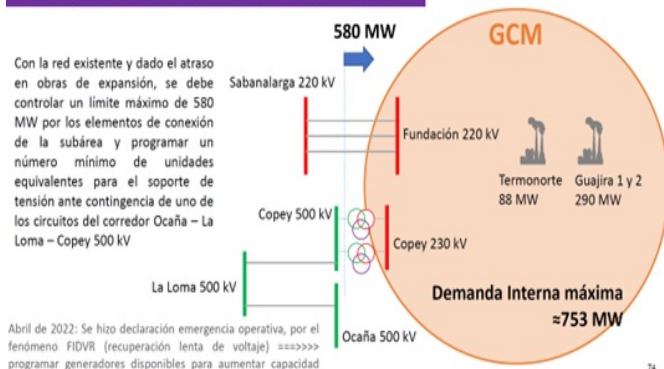 580 MW
GCM
Con la red existente y dado el atraso
en obras de expansión, se debe
controlar un límite máximo de 580
MW por los elementos de conexión
de la subárea y programar un
número mínimo de unidades
equivalentes para el soporte de
tensión ante contingencia de uno de
los circuitos del corredor Ocaña – La
Loma – Copey 500 kV
Sabanalarga 220 kV
Fundación 220 kV
Termonorte
88 MW
Guajira 1 y 2
290 MW
Copey 500 kV
Copey 230 kV
La Loma 500 kV
Ocaña 500 kV
Demanda Interna máxima
≈753 MW
Abril de 2022: Se hizo declaración emergencia operativa, por el
fenómeno FIDVR (recuperación lenta de voltaje) ===>>>>
programar generadores disponibles para aumentar capacidad
74